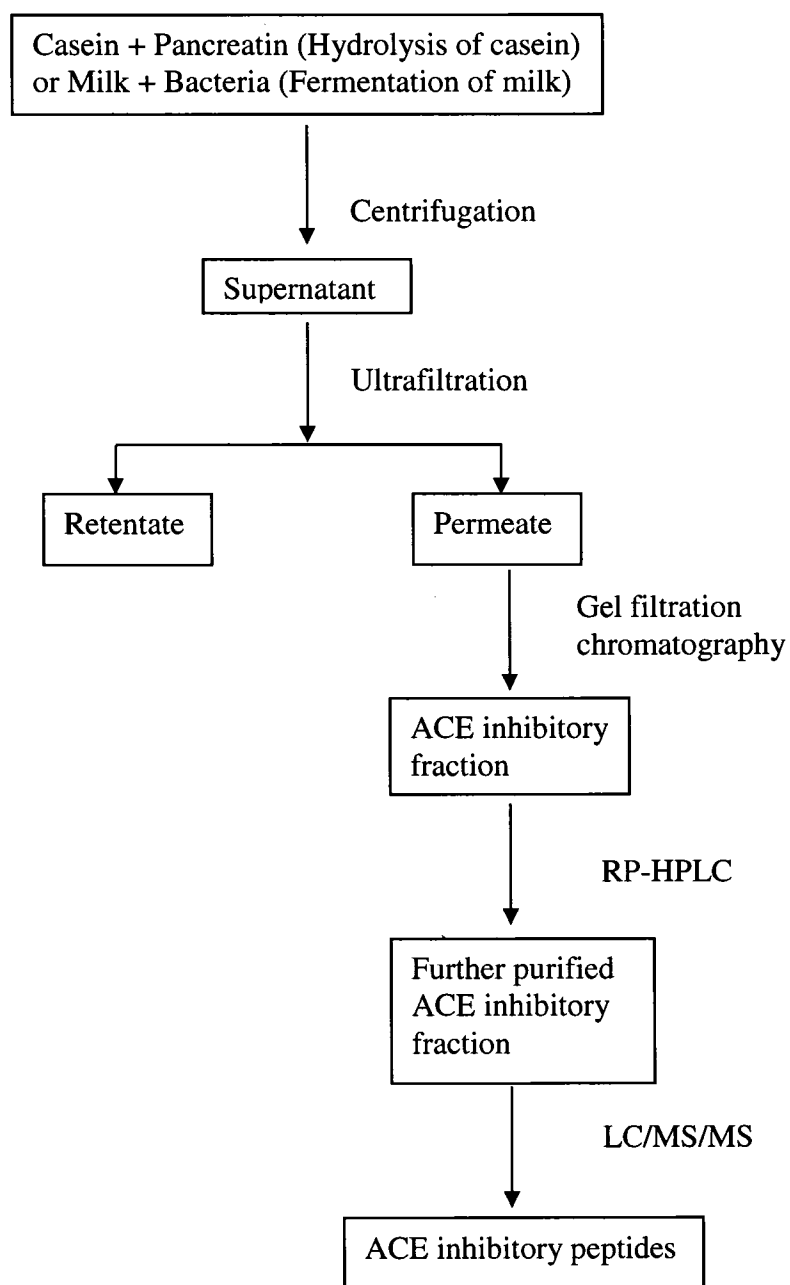 Casein + Pancreatin (Hydrolysis of casein)
or Milk + Bacteria (Fermentation of milk)
Centrifugation
Supernatant
Ultrafiltration
Retentate
Permeate
Gel filtration
chromatography
ACE inhibitory
fraction
RP-HPLC
Further purified
ACE inhibitory
fraction
LC/MS/MS
ACE inhibitory peptides